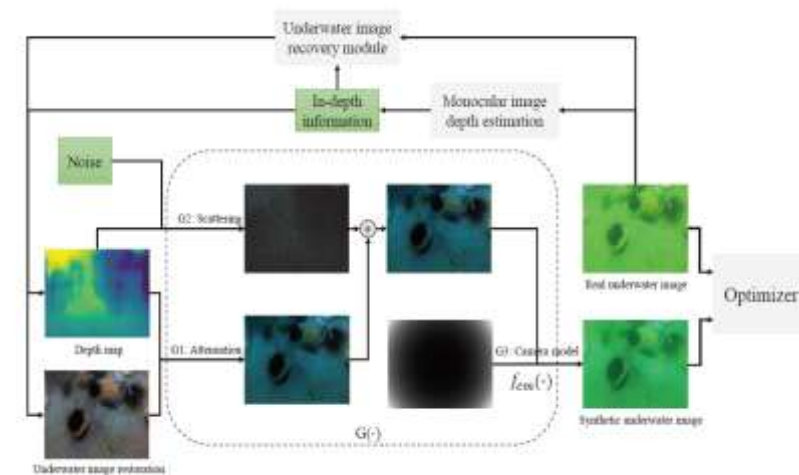 Underwater image
recovery module
In-depth
information
Monocular image
depth estimation
Noise
G2: Scattering
Depth map
G1: Attenuation
Real underwater image
Optimizer
G3: Camera model
Synthetic underwater image
G(·)
Underwater image restoration